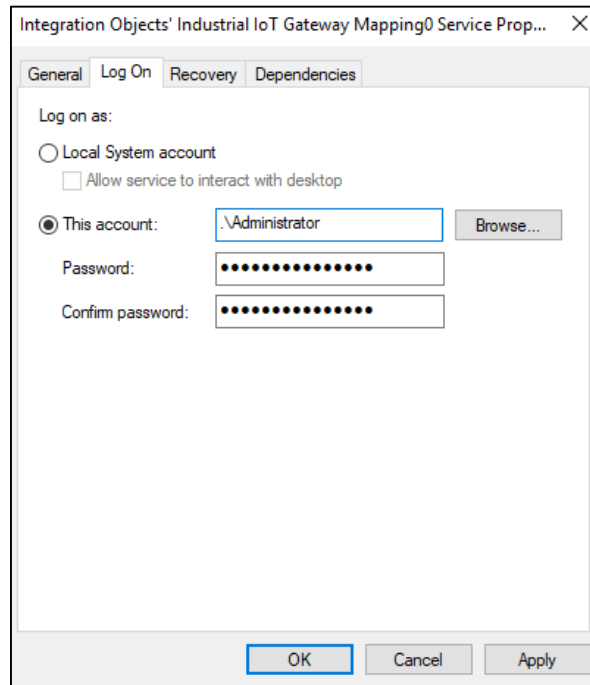 Integration Objects' Industrial IoT Gateway Mapping0 Service Prop...
General Log On Recovery Dependencies
Log on as:
Local System account
Allow service to interact with desktop
This account: .\Administrator Browse...
Password: ●●●●●●●●●●●●●●●
Confirm password: ●●●●●●●●●●●●●●●
OK Cancel Apply